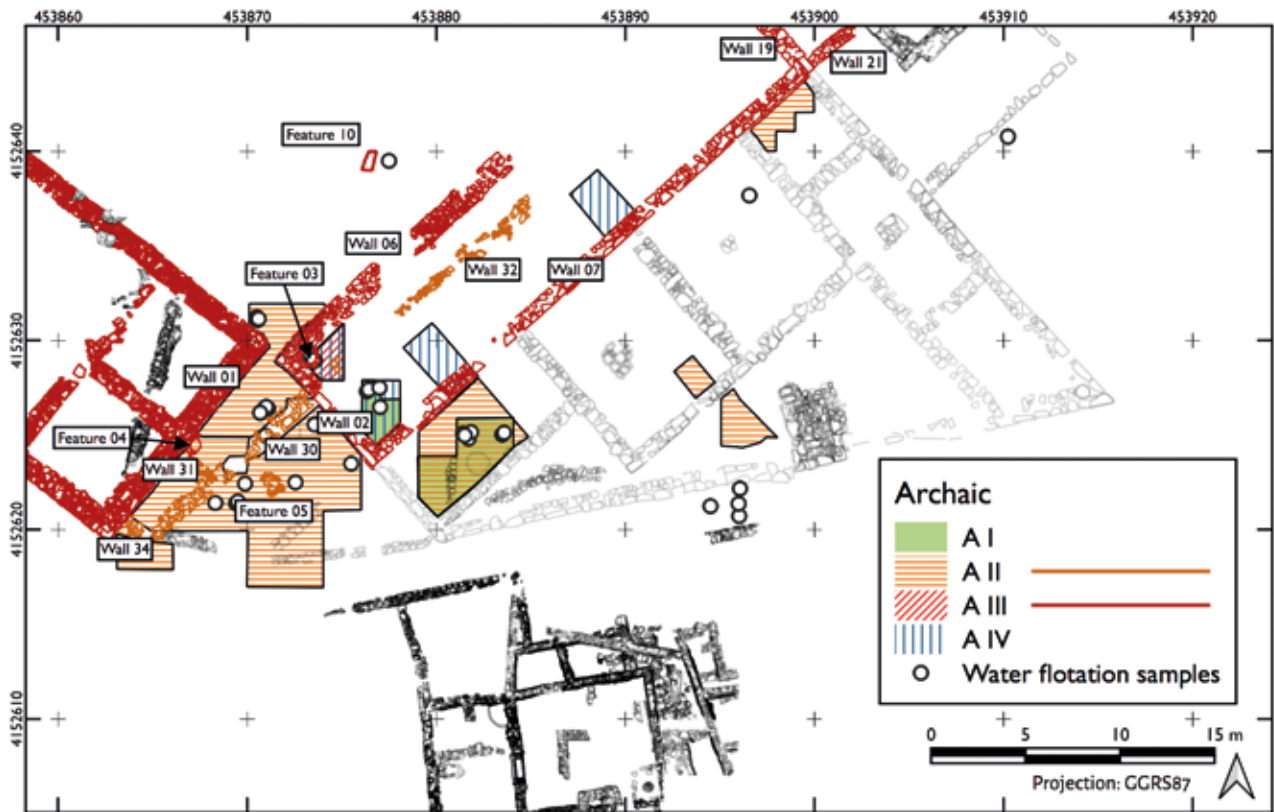 453860 453870 453880 453890 453900 453910 453920
Wall 19
Wall 21
4152640
Feature 10
Wall 06
Feature 03
Wall 32
Wall 07
4152630
Wall 01
Wall 02
Feature 04
Wall 31
Wall 30
Feature 05
4152620
Wall 34
4152610
Archaic
A I
A II
A III
A IV
Water flotation samples
0 5 10 15 m
Projection: GGRS87